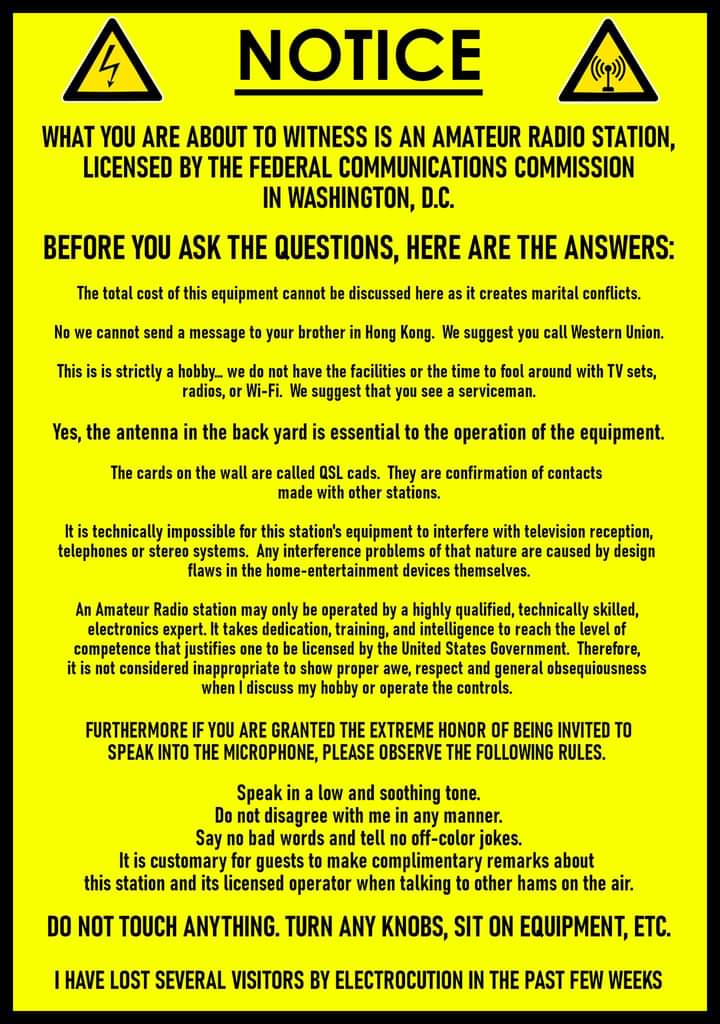 NOTICE
WHAT YOU ARE ABOUT TO WITNESS IS AN AMATEUR RADIO STATION,
LICENSED BY THE FEDERAL COMMUNICATIONS COMMISSION
IN WASHINGTON, D.C.
BEFORE YOU ASK THE QUESTIONS, HERE ARE THE ANSWERS:
The total cost of this equipment cannot be discussed here as it creates marital conflicts.
No we cannot send a message to your brother in Hong Kong. We suggest you call Western Union.
This is is strictly a hobby... we do not have the facilities or the time to fool around with TV sets,
radios, or Wi-Fi. We suggest that you see a serviceman.
Yes, the antenna in the back yard is essential to the operation of the equipment.
The cards on the wall are called QSL cads. They are confirmation of contacts
made with other stations.
It is technically impossible for this station's equipment to interfere with television reception,
telephones or stereo systems. Any interference problems of that nature are caused by design
flaws in the home-entertainment devices themselves.
An Amateur Radio station may only be operated by a highly qualified, technically skilled,
electronics expert. It takes dedication, training, and intelligence to reach the level of
competence that justifies one to be licensed by the United States Government. Therefore,
it is not considered inappropriate to show proper awe, respect and general obsequiousness
when I discuss my hobby or operate the controls.
FURTHERMORE IF YOU ARE GRANTED THE EXTREME HONOR OF BEING INVITED TO
SPEAK INTO THE MICROPHONE, PLEASE OBSERVE THE FOLLOWING RULES.
Speak in a low and soothing tone.
Do not disagree with me in any manner.
Say no bad words and tell no off-color jokes.
It is customary for guests to make complimentary remarks about
this station and its licensed operator when talking to other hams on the air.
DO NOT TOUCH ANYTHING. TURN ANY KNOBS, SIT ON EQUIPMENT, ETC.
I HAVE LOST SEVERAL VISITORS BY ELECTROCUTION IN THE PAST FEW WEEKS